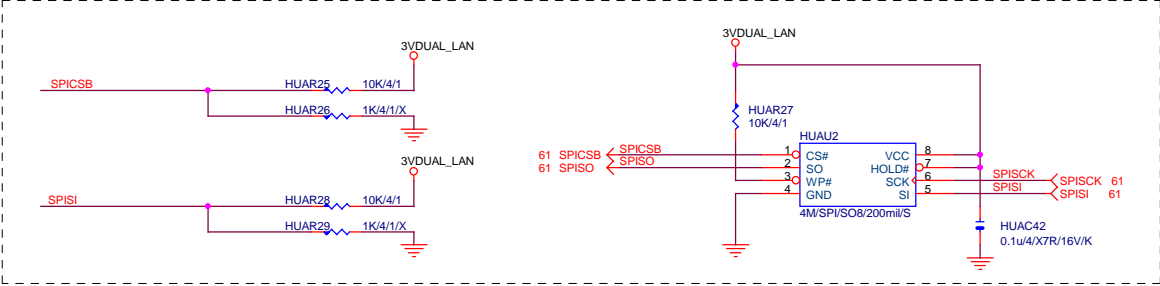 3VDUAL_LAN
SPICSB HUAR25 10K/4/1
HUAR26 1K/4/1/X
3VDUAL_LAN
SPISI HUAR28 10K/4/1
HUAR29 1K/4/1/X
3VDUAL_LAN
HUAR27
10K/4/1
HUAU2
61 SPICSB SPICSB 1 CS# VCC 8
61 SPISO SPISO 2 SO HOLD# 7
3 WP# SCK 6 SPISCK SPISCK 61
4 GND SI 5 SPISI SPISI 61
4M/SPI/SO8/200mil/S
HUAC42
0.1u/4/X7R/16V/K